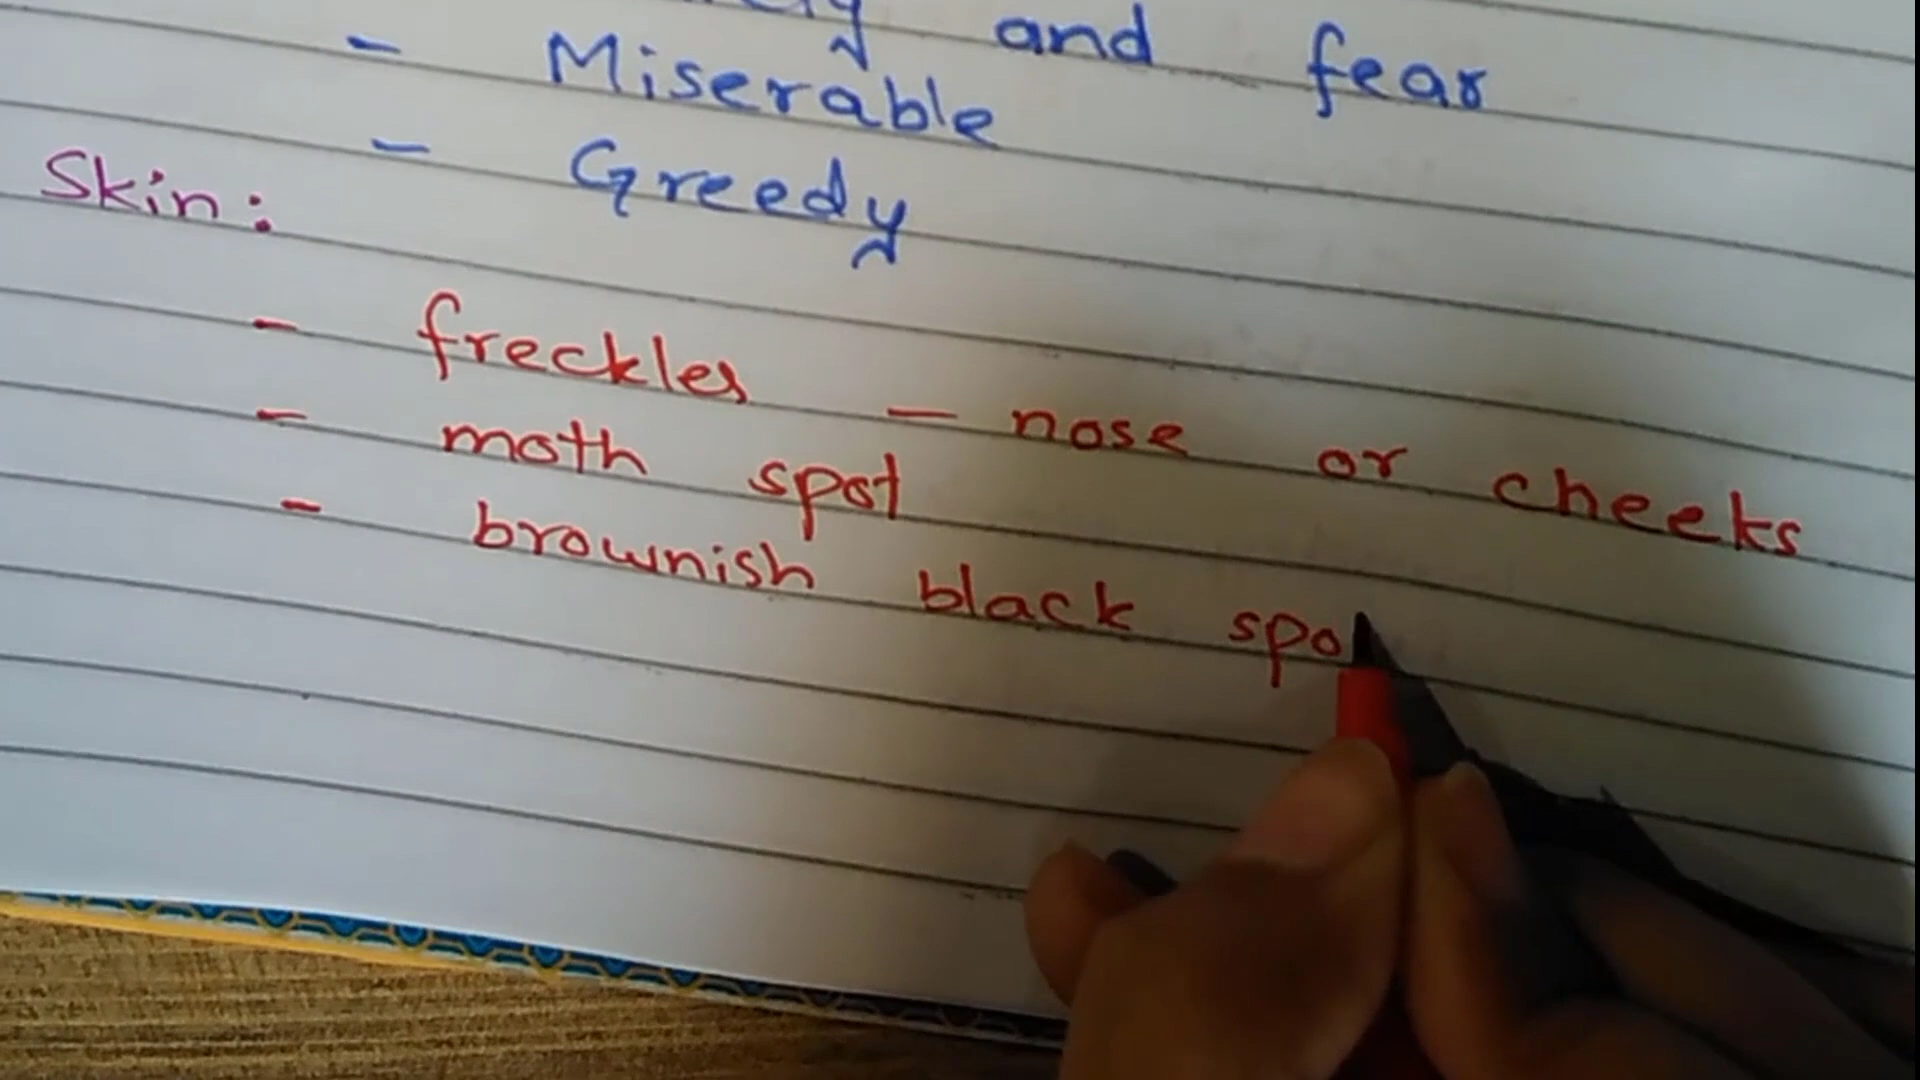 and fear
- Miserable
- Greedy
Skin:
- freckles - nose or cheeks
- moth spot
- brownish black spo